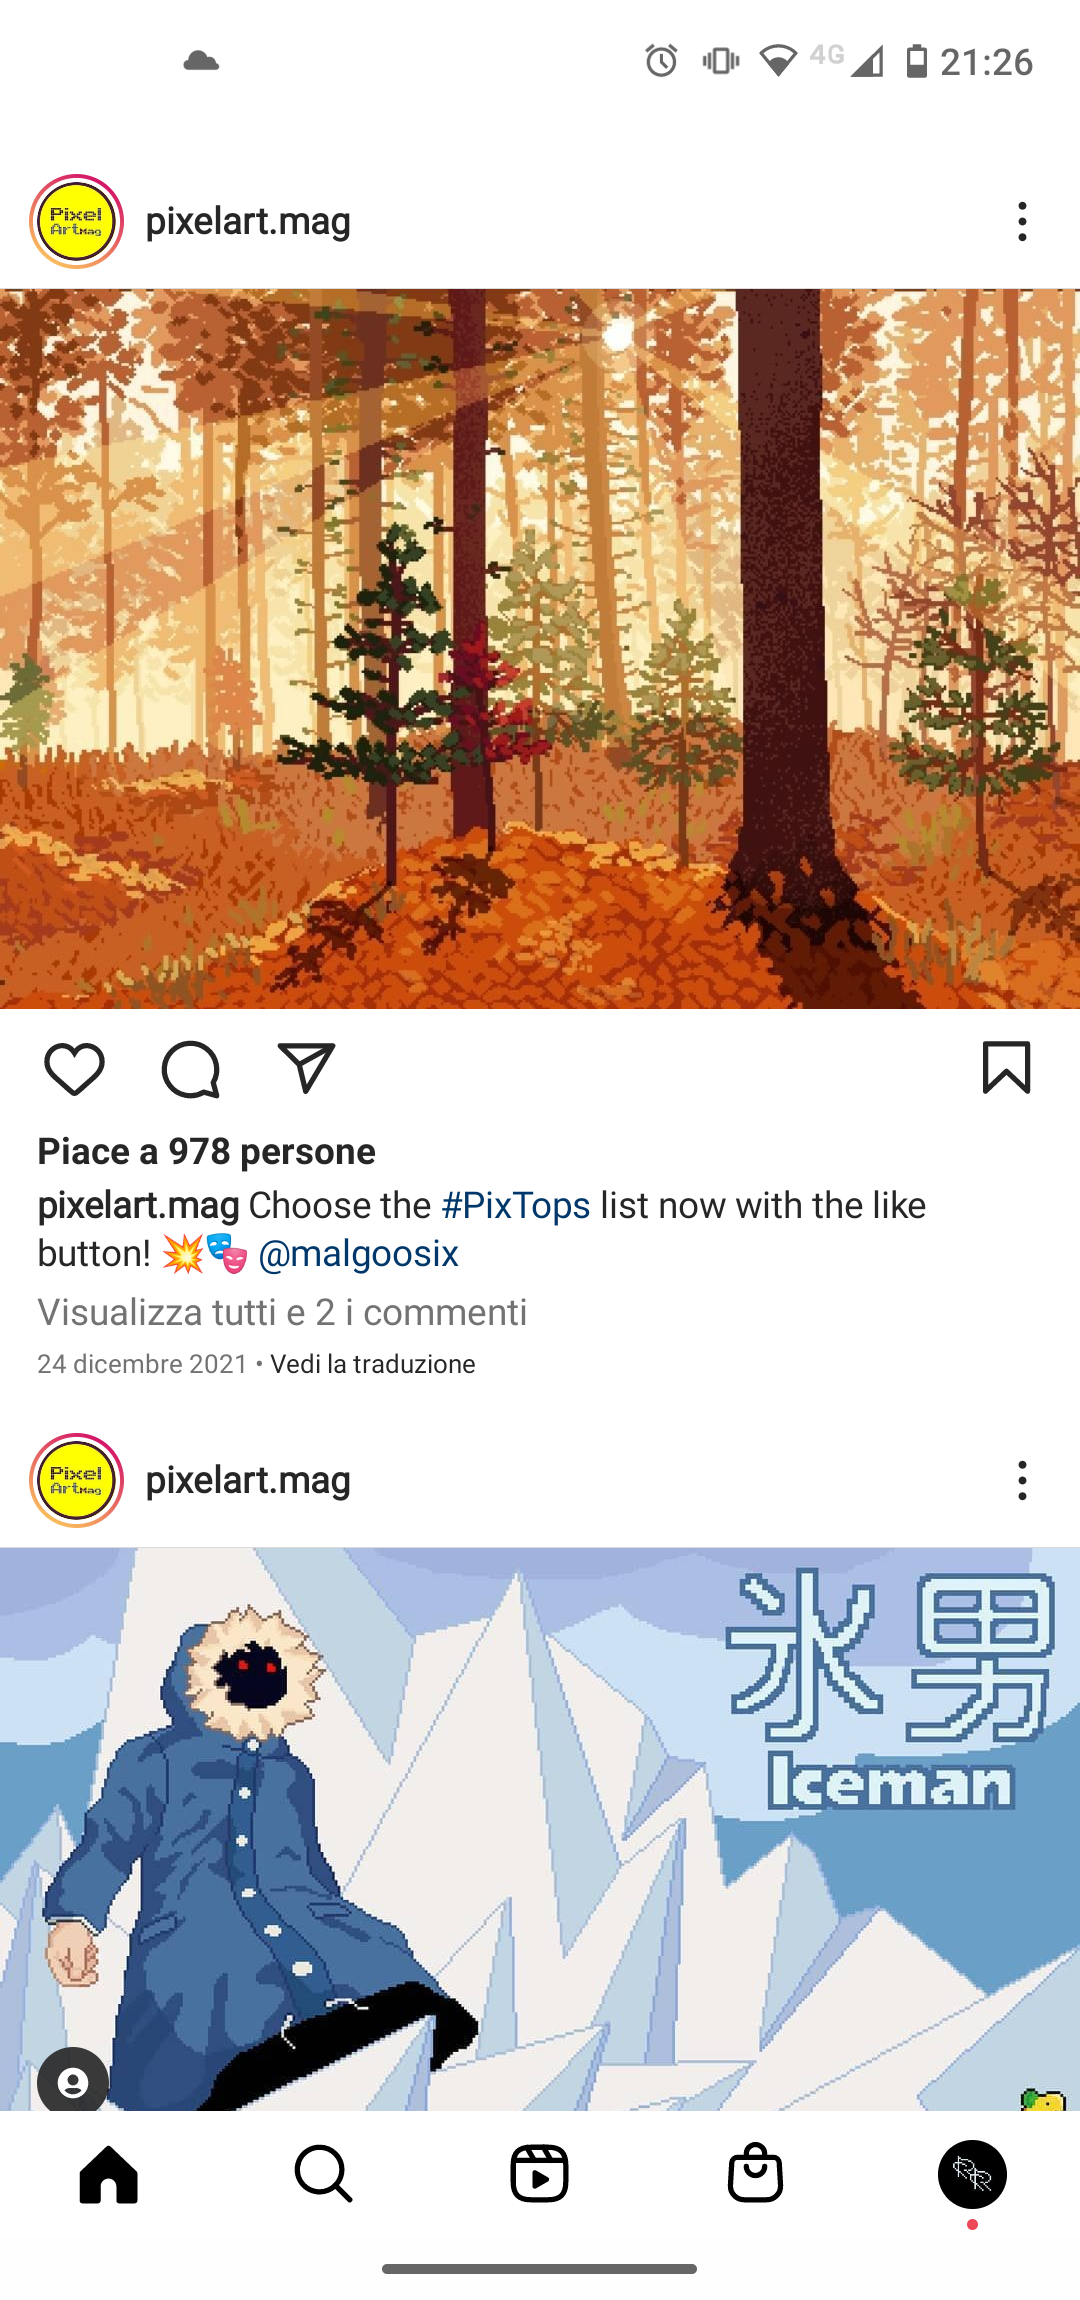 4G 21:26
Pixel
ArtMag
pixelart.mag
Piace a 978 persone
pixelart.mag Choose the #PixTops list now with the like
button! 💥🎭 @malgoosix
Visualizza tutti e 2 i commenti
24 dicembre 2021 • Vedi la traduzione
Pixel
ArtMag
pixelart.mag
氷男
Iceman
RR